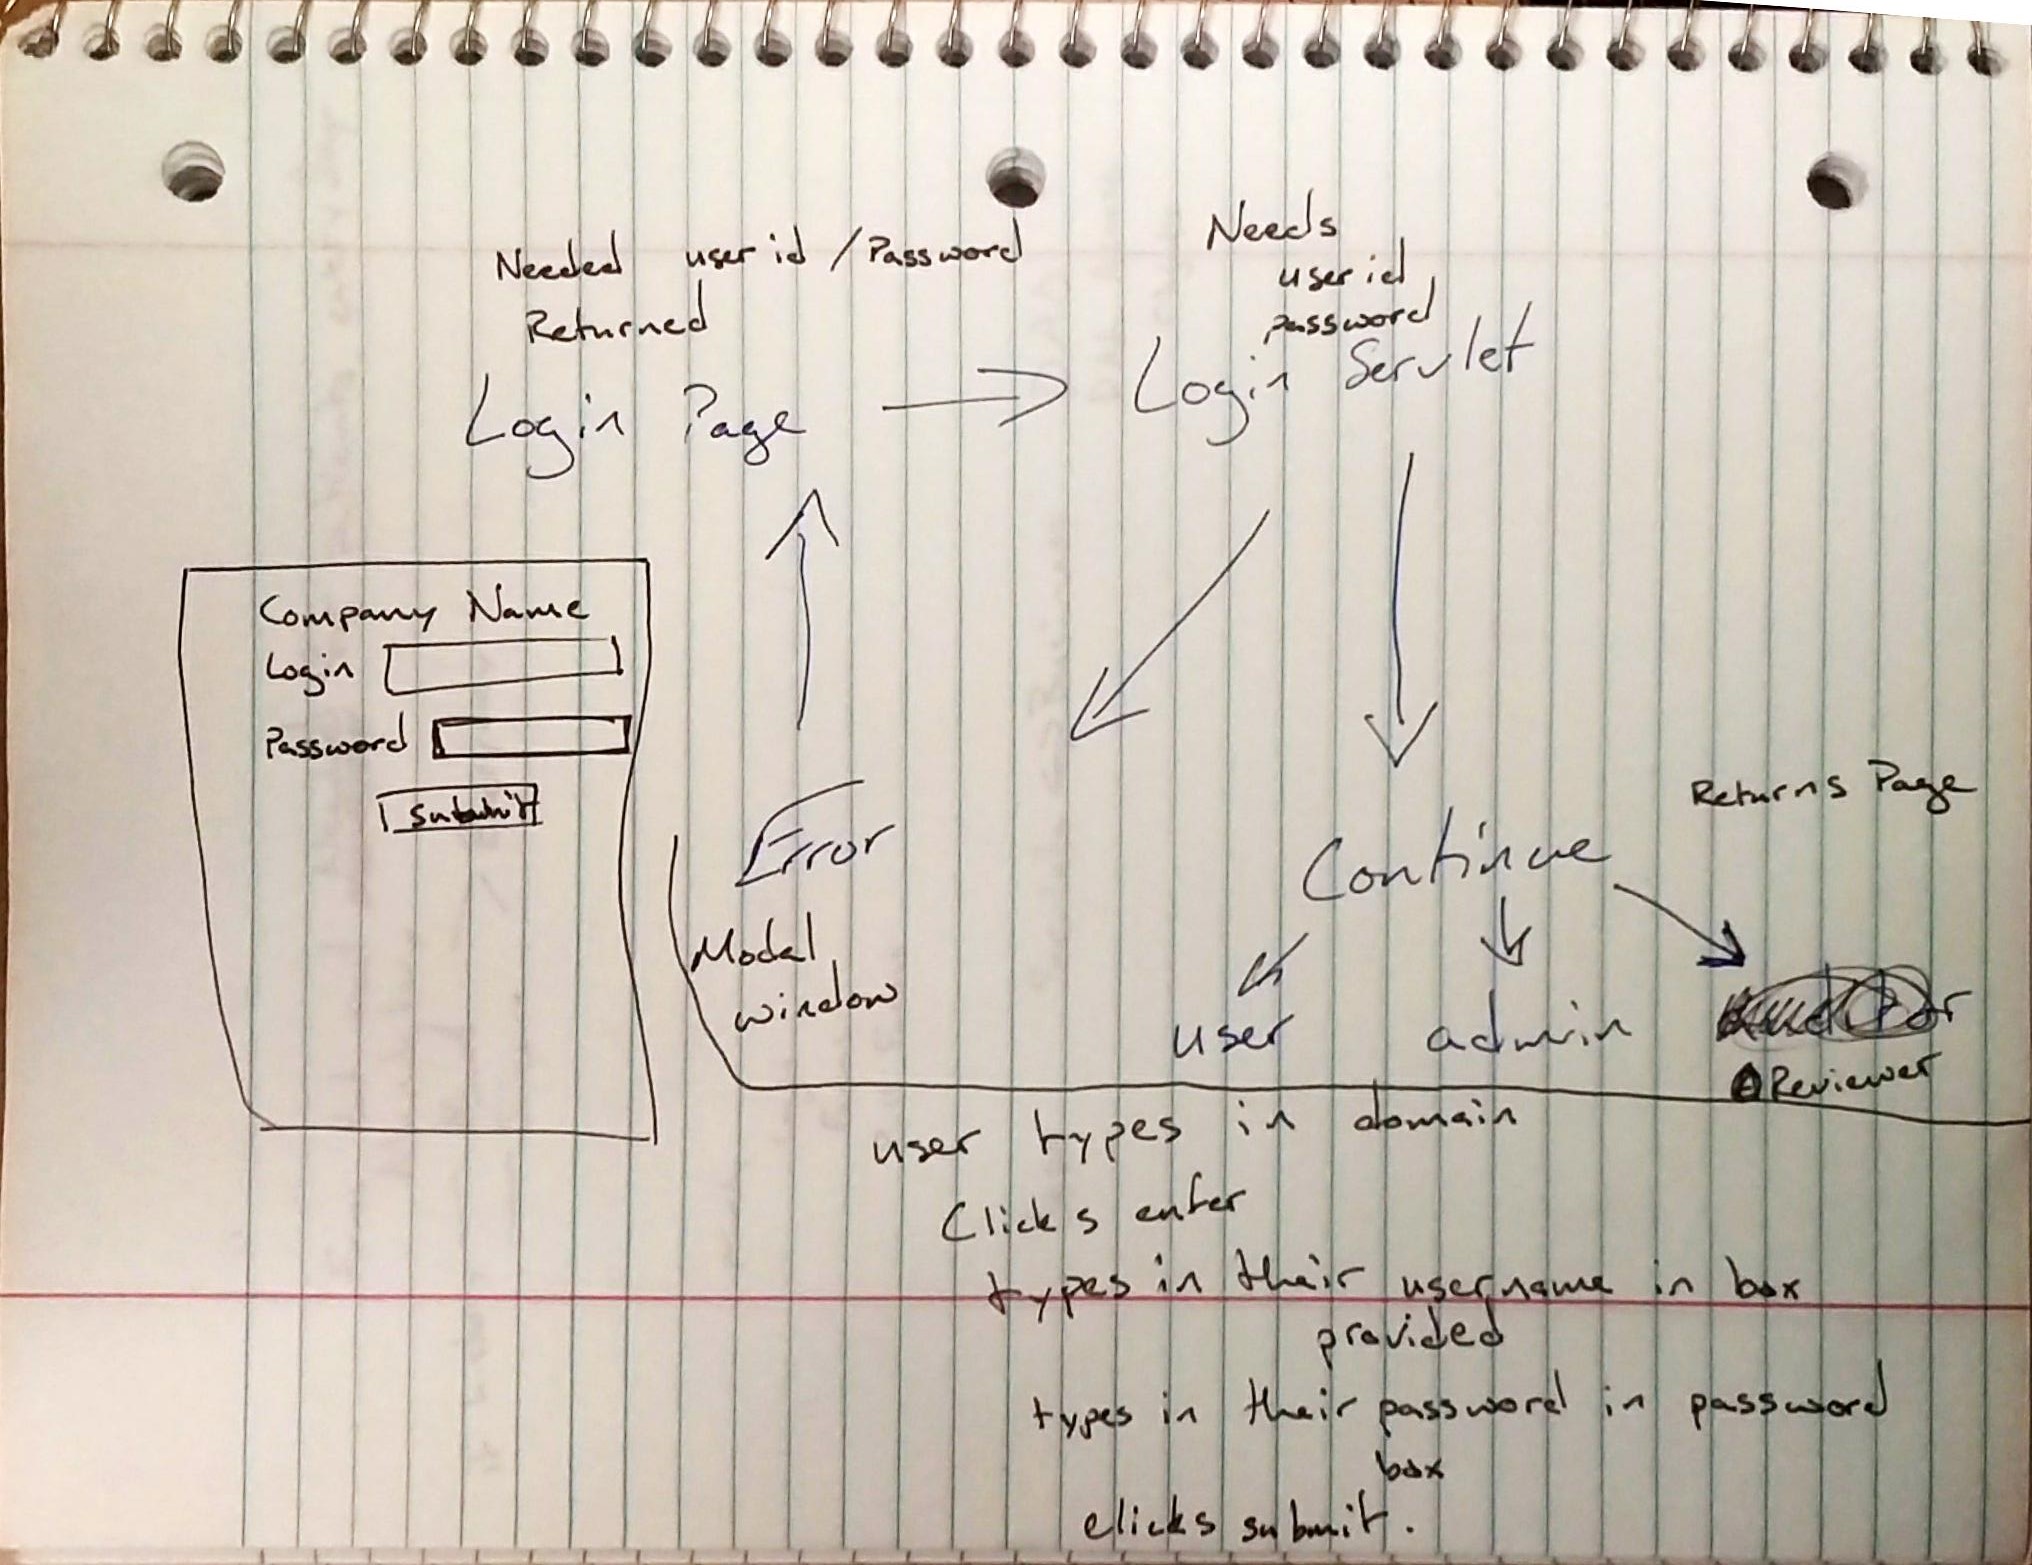 Needed user id / Password
Returned
Needs
user id
password
Login Page
Login Servlet
Company Name
Login
Password
submit
Error
Modal
window
Continue
Returns Page
user
admin
Reviewer
user types in domain
Clicks enter
types in their username in box
provided
types in their password in password
box
clicks submit.